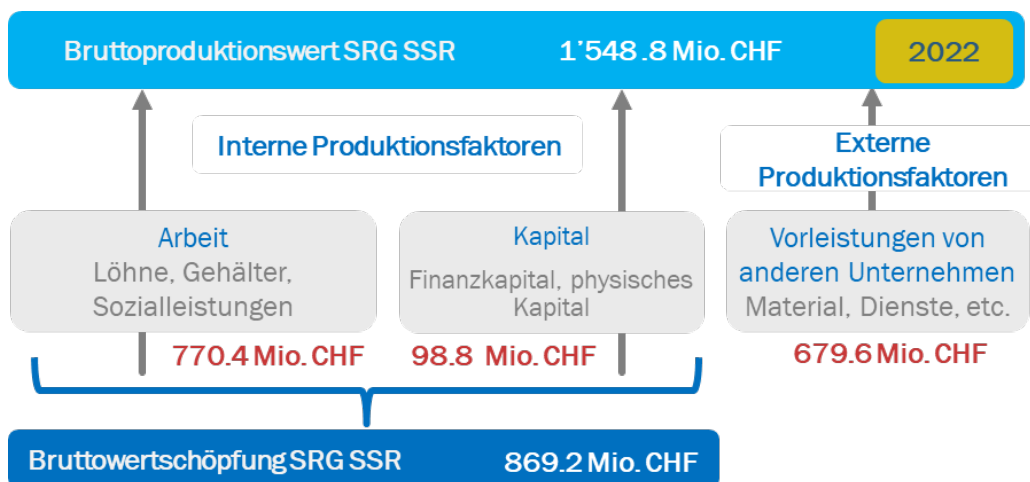 Bruttoproduktionswert SRG SSR 1'548.8 Mio. CHF 2022
Interne Produktionsfaktoren
Externe
Produktionsfaktoren
Arbeit
Löhne, Gehälter,
Sozialleistungen
Kapital
Finanzkapital, physisches
Kapital
Vorleistungen von
anderen Unternehmen
Material, Dienste, etc.
770.4 Mio. CHF
98.8 Mio. CHF
679.6 Mio. CHF
Bruttowertschöpfung SRG SSR 869.2 Mio. CHF